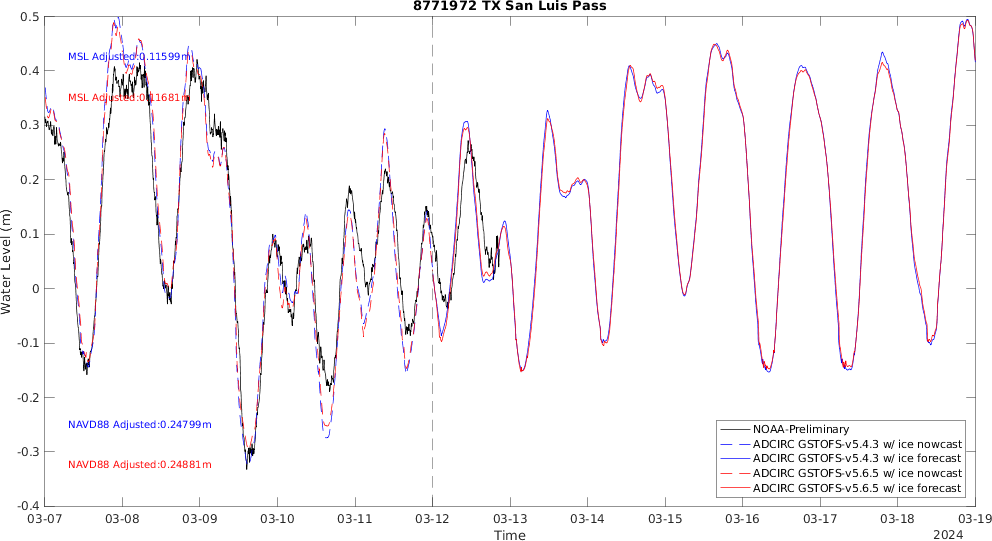 8771972 TX San Luis Pass
0.5
0.4
0.3
0.2
0.1
0
-0.1
-0.2
-0.3
-0.4
Water Level (m)
MSL Adjusted:0.11599m
MSL Adjusted:0.11681m
NAVD88 Adjusted:0.24799m
NAVD88 Adjusted:0.24881m
NOAA-Preliminary
ADCIRC GSTOFS-v5.4.3 w/ ice nowcast
ADCIRC GSTOFS-v5.4.3 w/ ice forecast
ADCIRC GSTOFS-v5.6.5 w/ ice nowcast
ADCIRC GSTOFS-v5.6.5 w/ ice forecast
03-07 03-08 03-09 03-10 03-11 03-12 03-13 03-14 03-15 03-16 03-17 03-18 03-19
Time
2024